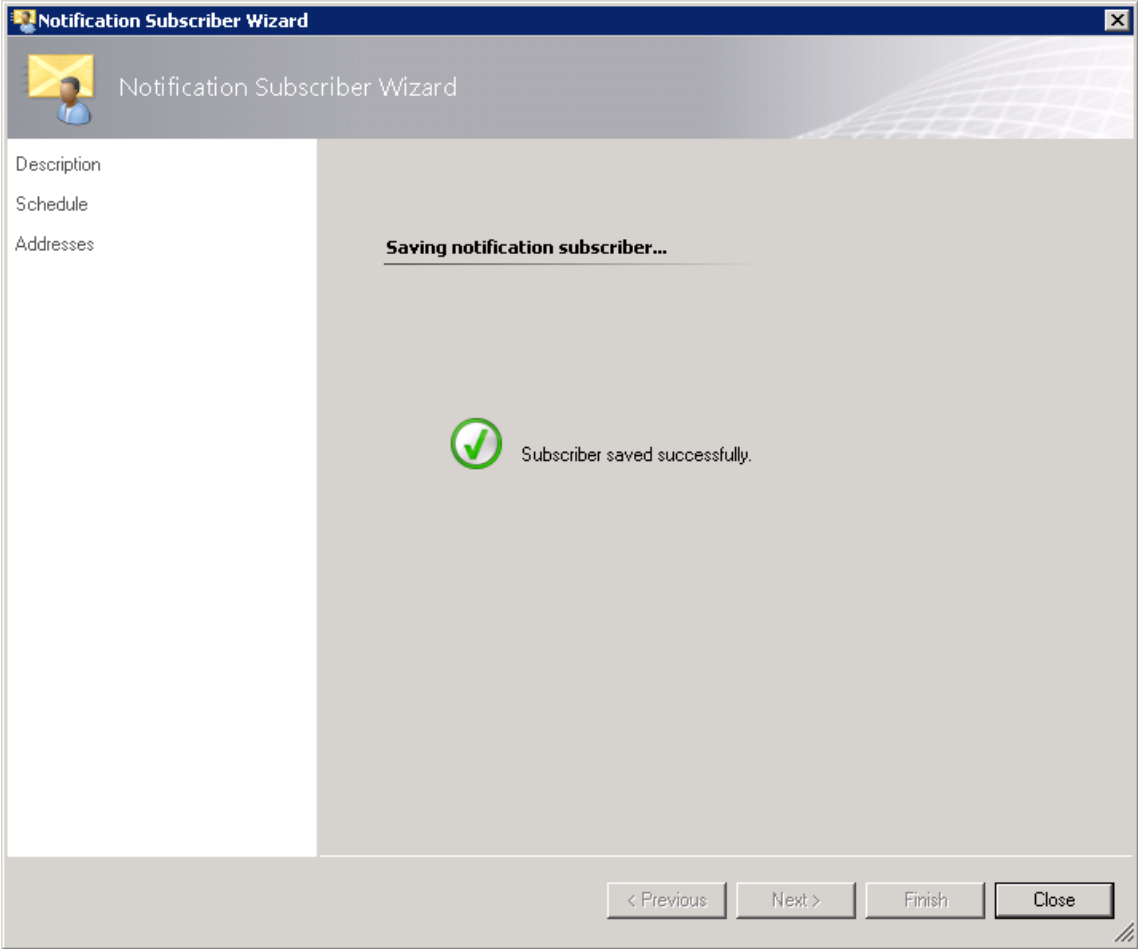 Notification Subscriber Wizard
Notification Subscriber Wizard
Description
Schedule
Addresses
Saving notification subscriber...
Subscriber saved successfully.
< Previous
Next >
Finish
Close